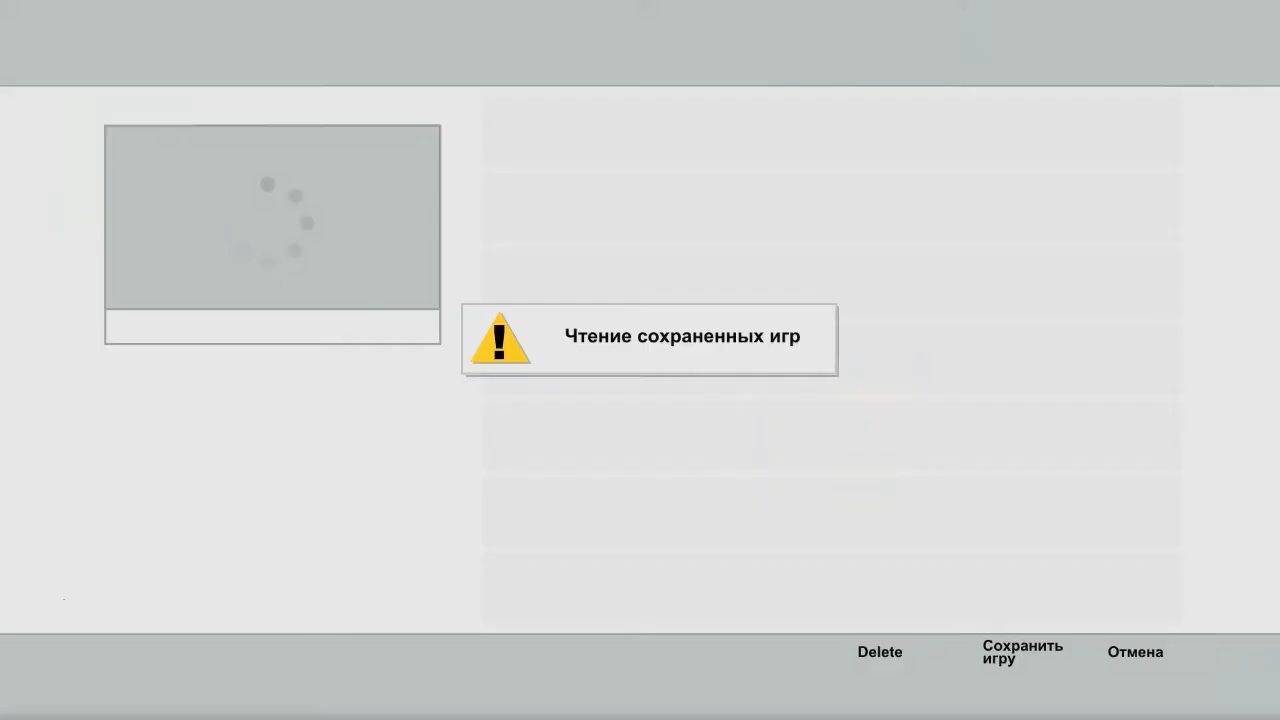 Чтение сохраненных игр
Delete
Сохранить
игру
Отмена